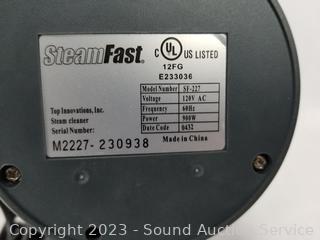 SteamFast
C UL US LISTED
12FG
E233036
Top Innovations, Inc.
Steam cleaner
Serial Number:
M2227-230938
Model Number SF-227
Voltage 120V AC
Frequency 60Hz
Power 900W
Date Code 0432
Made in China
Copyright 2023 - Sound Auction Service